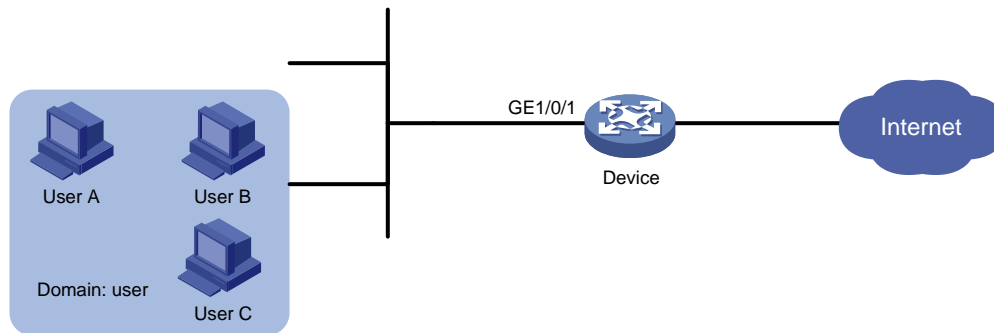 GE1/0/1
Internet
Device
User A
User B
Domain: user
User C